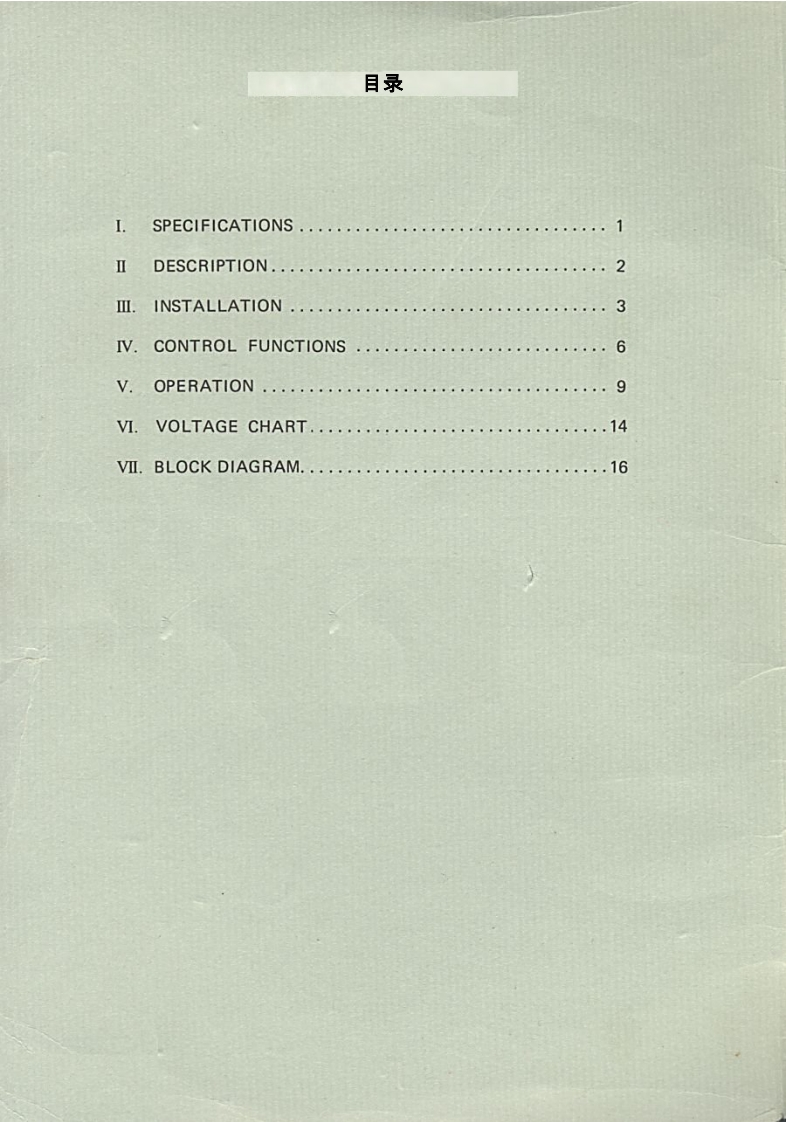 目录
I. SPECIFICATIONS ................................. 1
II DESCRIPTION.................................... 2
III. INSTALLATION .................................. 3
IV. CONTROL FUNCTIONS ........................... 6
V. OPERATION ..................................... 9
VI. VOLTAGE CHART................................14
VII. BLOCK DIAGRAM.................................16